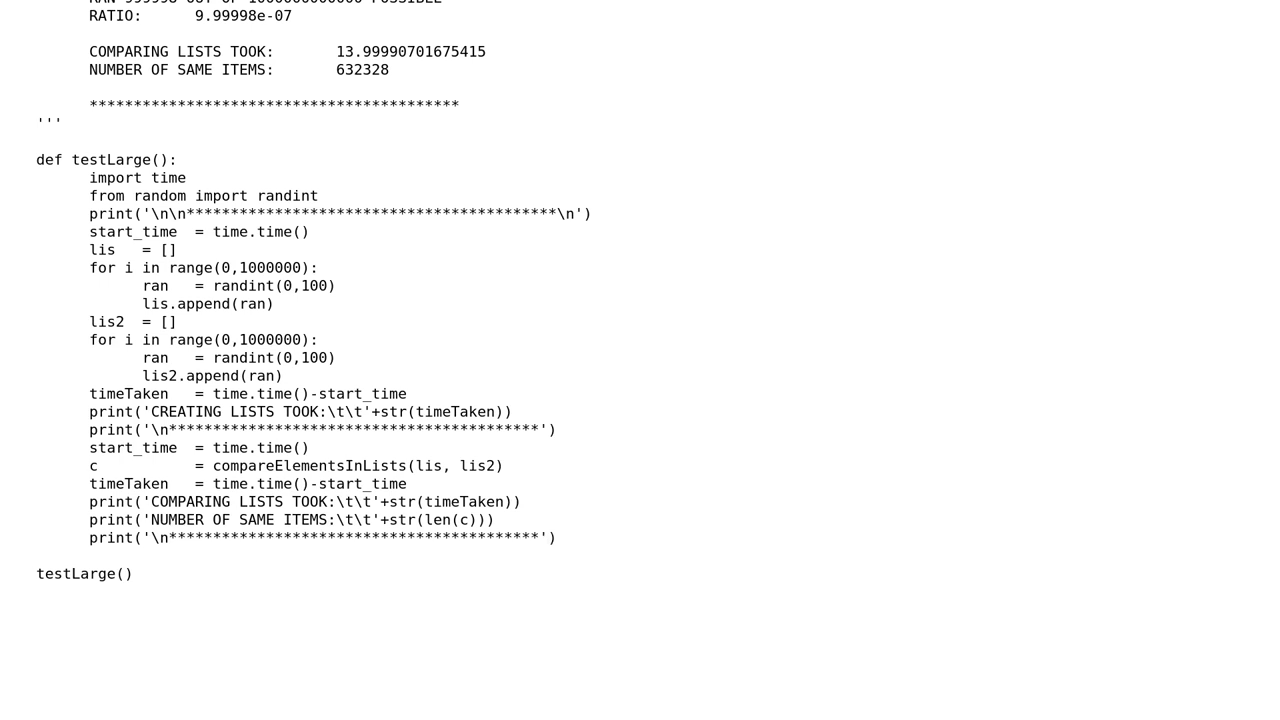 RATIO:      9.99998e-07
COMPARING LISTS TOOK:       13.99990701675415
NUMBER OF SAME ITEMS:       632328
******************************************
'''
def testLarge():
      import time
      from random import randint
      print('\n\n******************************************\n')
      start_time  = time.time()
      lis   = []
      for i in range(0,1000000):
            ran   = randint(0,100)
            lis.append(ran)
      lis2  = []
      for i in range(0,1000000):
            ran   = randint(0,100)
            lis2.append(ran)
      timeTaken   = time.time()-start_time
      print('CREATING LISTS TOOK:\t\t'+str(timeTaken))
      print('\n******************************************')
      start_time  = time.time()
      c           = compareElementsInLists(lis, lis2)
      timeTaken   = time.time()-start_time
      print('COMPARING LISTS TOOK:\t\t'+str(timeTaken))
      print('NUMBER OF SAME ITEMS:\t\t'+str(len(c)))
      print('\n******************************************')
testLarge()